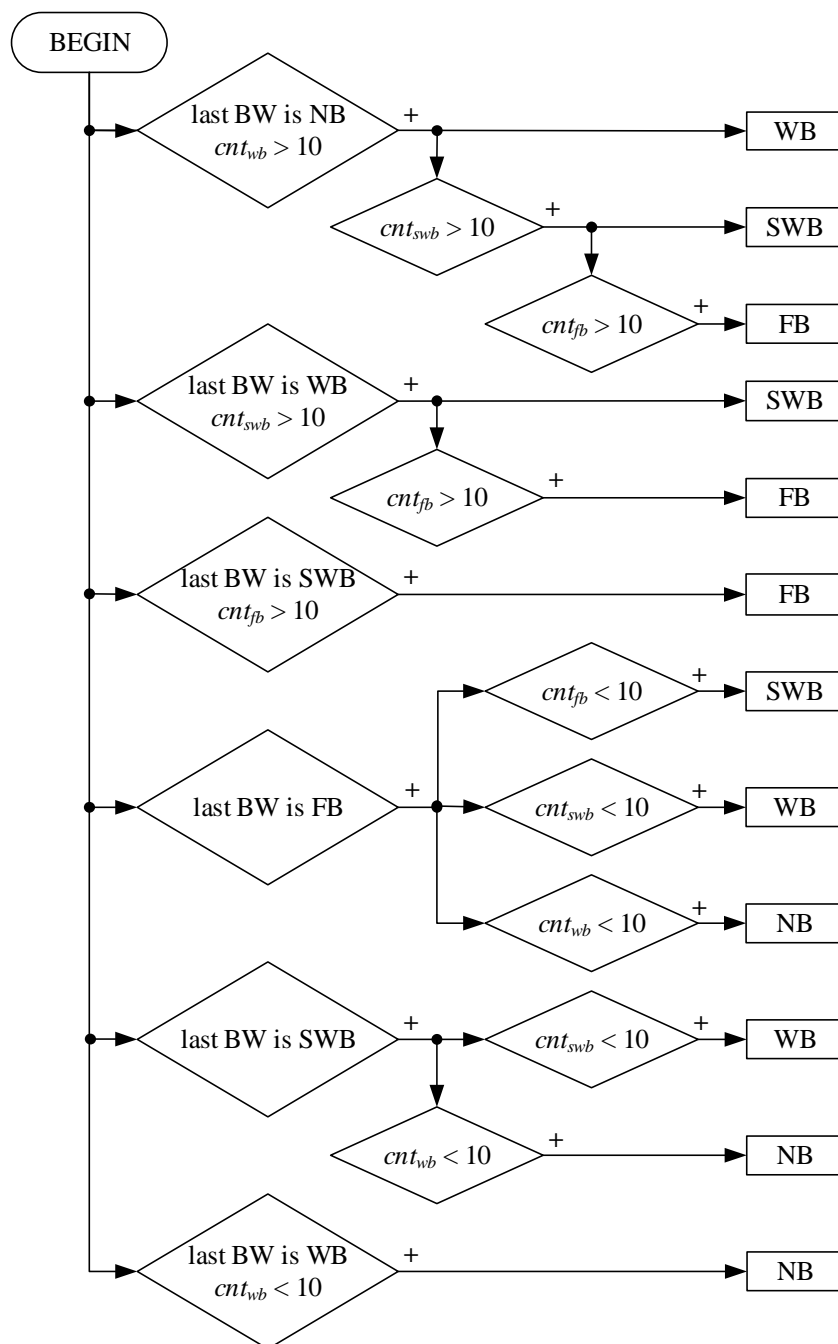 BEGIN
last BW is NB
cnt_wb > 10
+
WB
cnt_swb > 10
+
SWB
cnt_fb > 10
+
FB
last BW is WB
cnt_swb > 10
+
SWB
cnt_fb > 10
+
FB
last BW is SWB
cnt_fb > 10
+
FB
last BW is FB
+
cnt_fb < 10
+
SWB
cnt_swb < 10
+
WB
cnt_wb < 10
+
NB
last BW is SWB
+
cnt_swb < 10
+
WB
cnt_wb < 10
+
NB
last BW is WB
cnt_wb < 10
+
NB